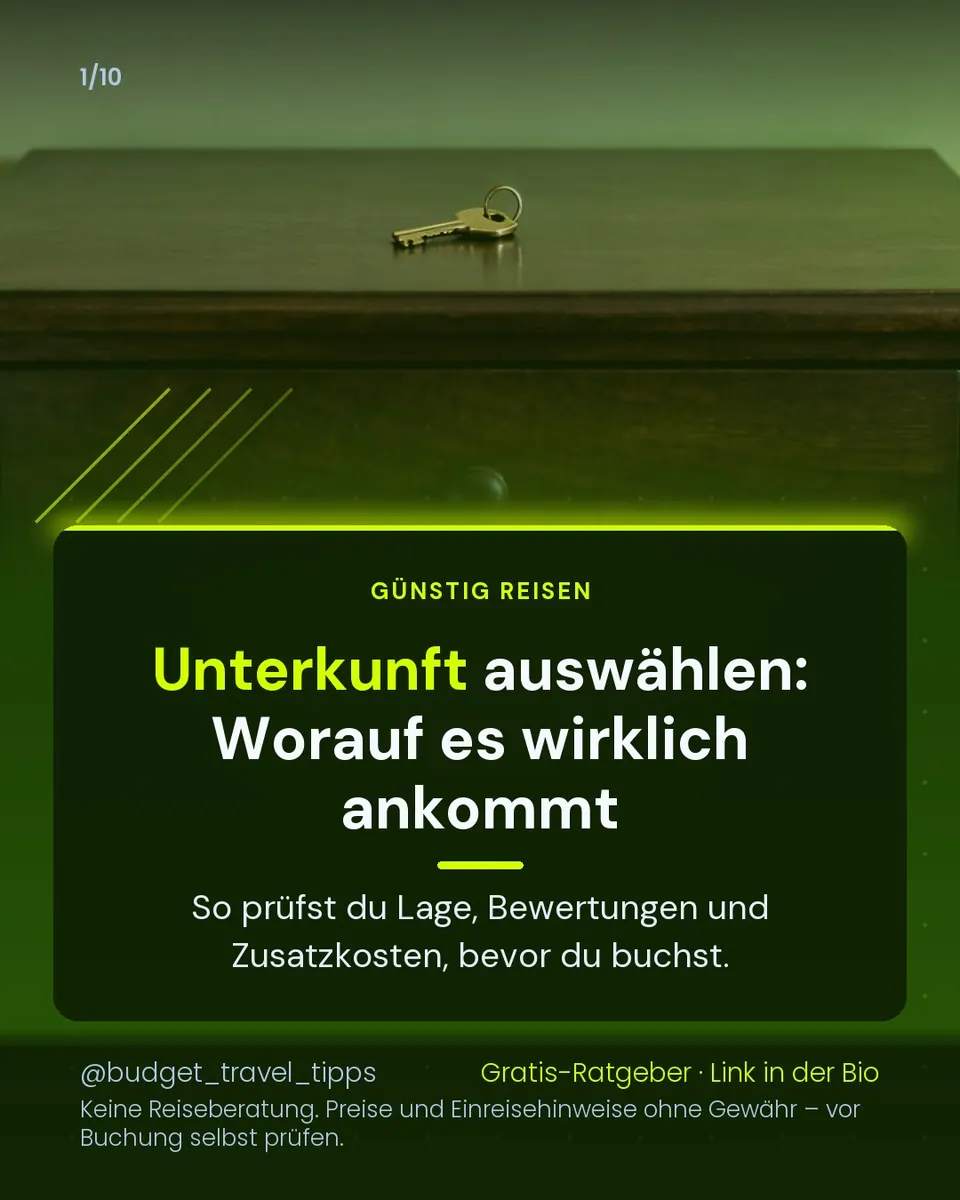 1/10
GÜNSTIG REISEN
Unterkunft auswählen:
Worauf es wirklich
ankommt
So prüfst du Lage, Bewertungen und
Zusatzkosten, bevor du buchst.
@budget_travel_tipps
Gratis-Ratgeber · Link in der Bio
Keine Reiseberatung. Preise und Einreisehinweise ohne Gewähr – vor
Buchung selbst prüfen.